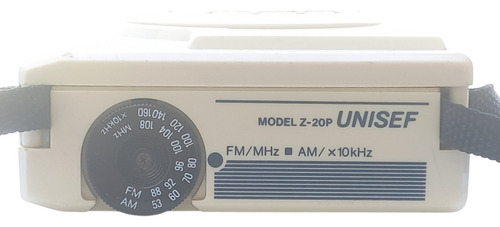 MODEL Z-20P UNISEF
FM/MHz ■ AM/×10kHz
FM 88 92 96 100 104 108 MHz
AM 53 60 70 80 100 120 140 160 ×10kHz